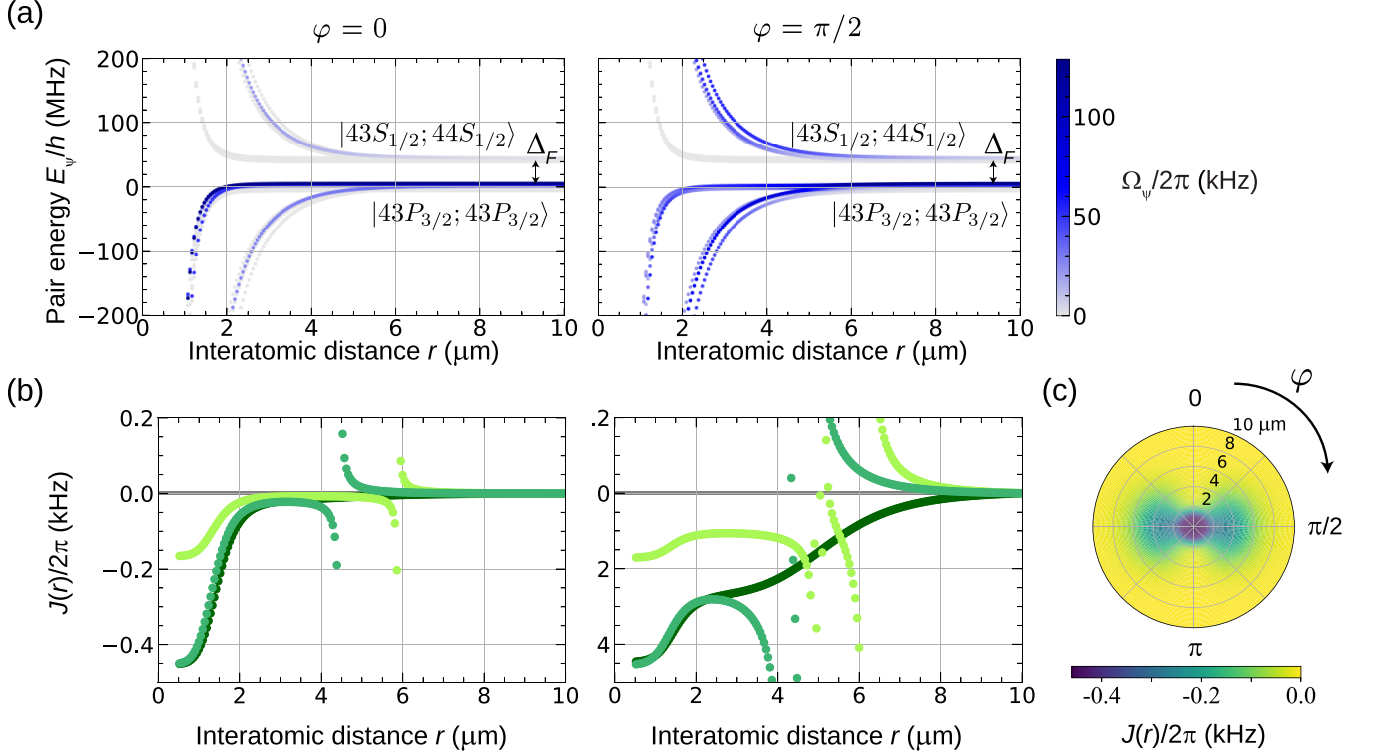 (a)
φ = 0
φ = π/2
Pair energy E_ψ/h (MHz)
200
100
0
−100
−200
|43S_{1/2}; 44S_{1/2}⟩
Δ_F
|43P_{3/2}; 43P_{3/2}⟩
|43S_{1/2}; 44S_{1/2}⟩
Δ_F
|43P_{3/2}; 43P_{3/2}⟩
0 2 4 6 8 10
0 2 4 6 8 10
Interatomic distance r (μm)
Interatomic distance r (μm)
100
50
0
Ω_ψ/2π (kHz)
(b)
J(r)/2π (kHz)
0.2
0.0
−0.2
−0.4
.2
0
2
.4
0 2 4 6 8 10
0 2 4 6 8 10
Interatomic distance r (μm)
Interatomic distance r (μm)
(c)
φ
0
10 μm
8
6
4
2
π/2
π
-0.4 -0.2 0.0
J(r)/2π (kHz)